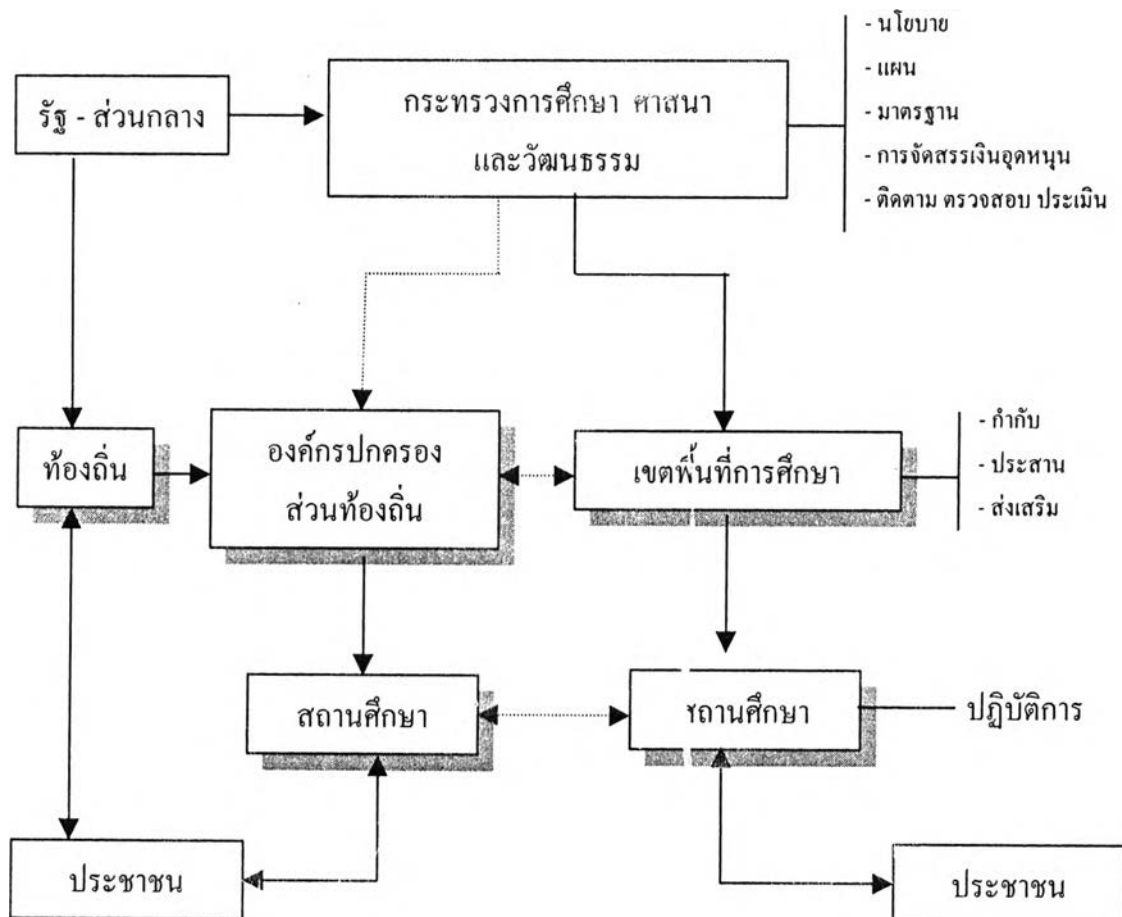 - นโยบาย
- แผน
- มาตรฐาน
- การจัดสรรเงินอุดหนุน
- ติดตาม ตรวจสอบ ประเมิน
รัฐ - ส่วนกลาง
กระทรวงการศึกษา ศาสนา
และวัฒนธรรม
ท้องถิ่น
องค์กรปกครอง
ส่วนท้องถิ่น
เขตพื้นที่การศึกษา
- กำกับ
- ประสาน
- ส่งเสริม
สถานศึกษา
สถานศึกษา
ปฏิบัติการ
ประชาชน
ประชาชน